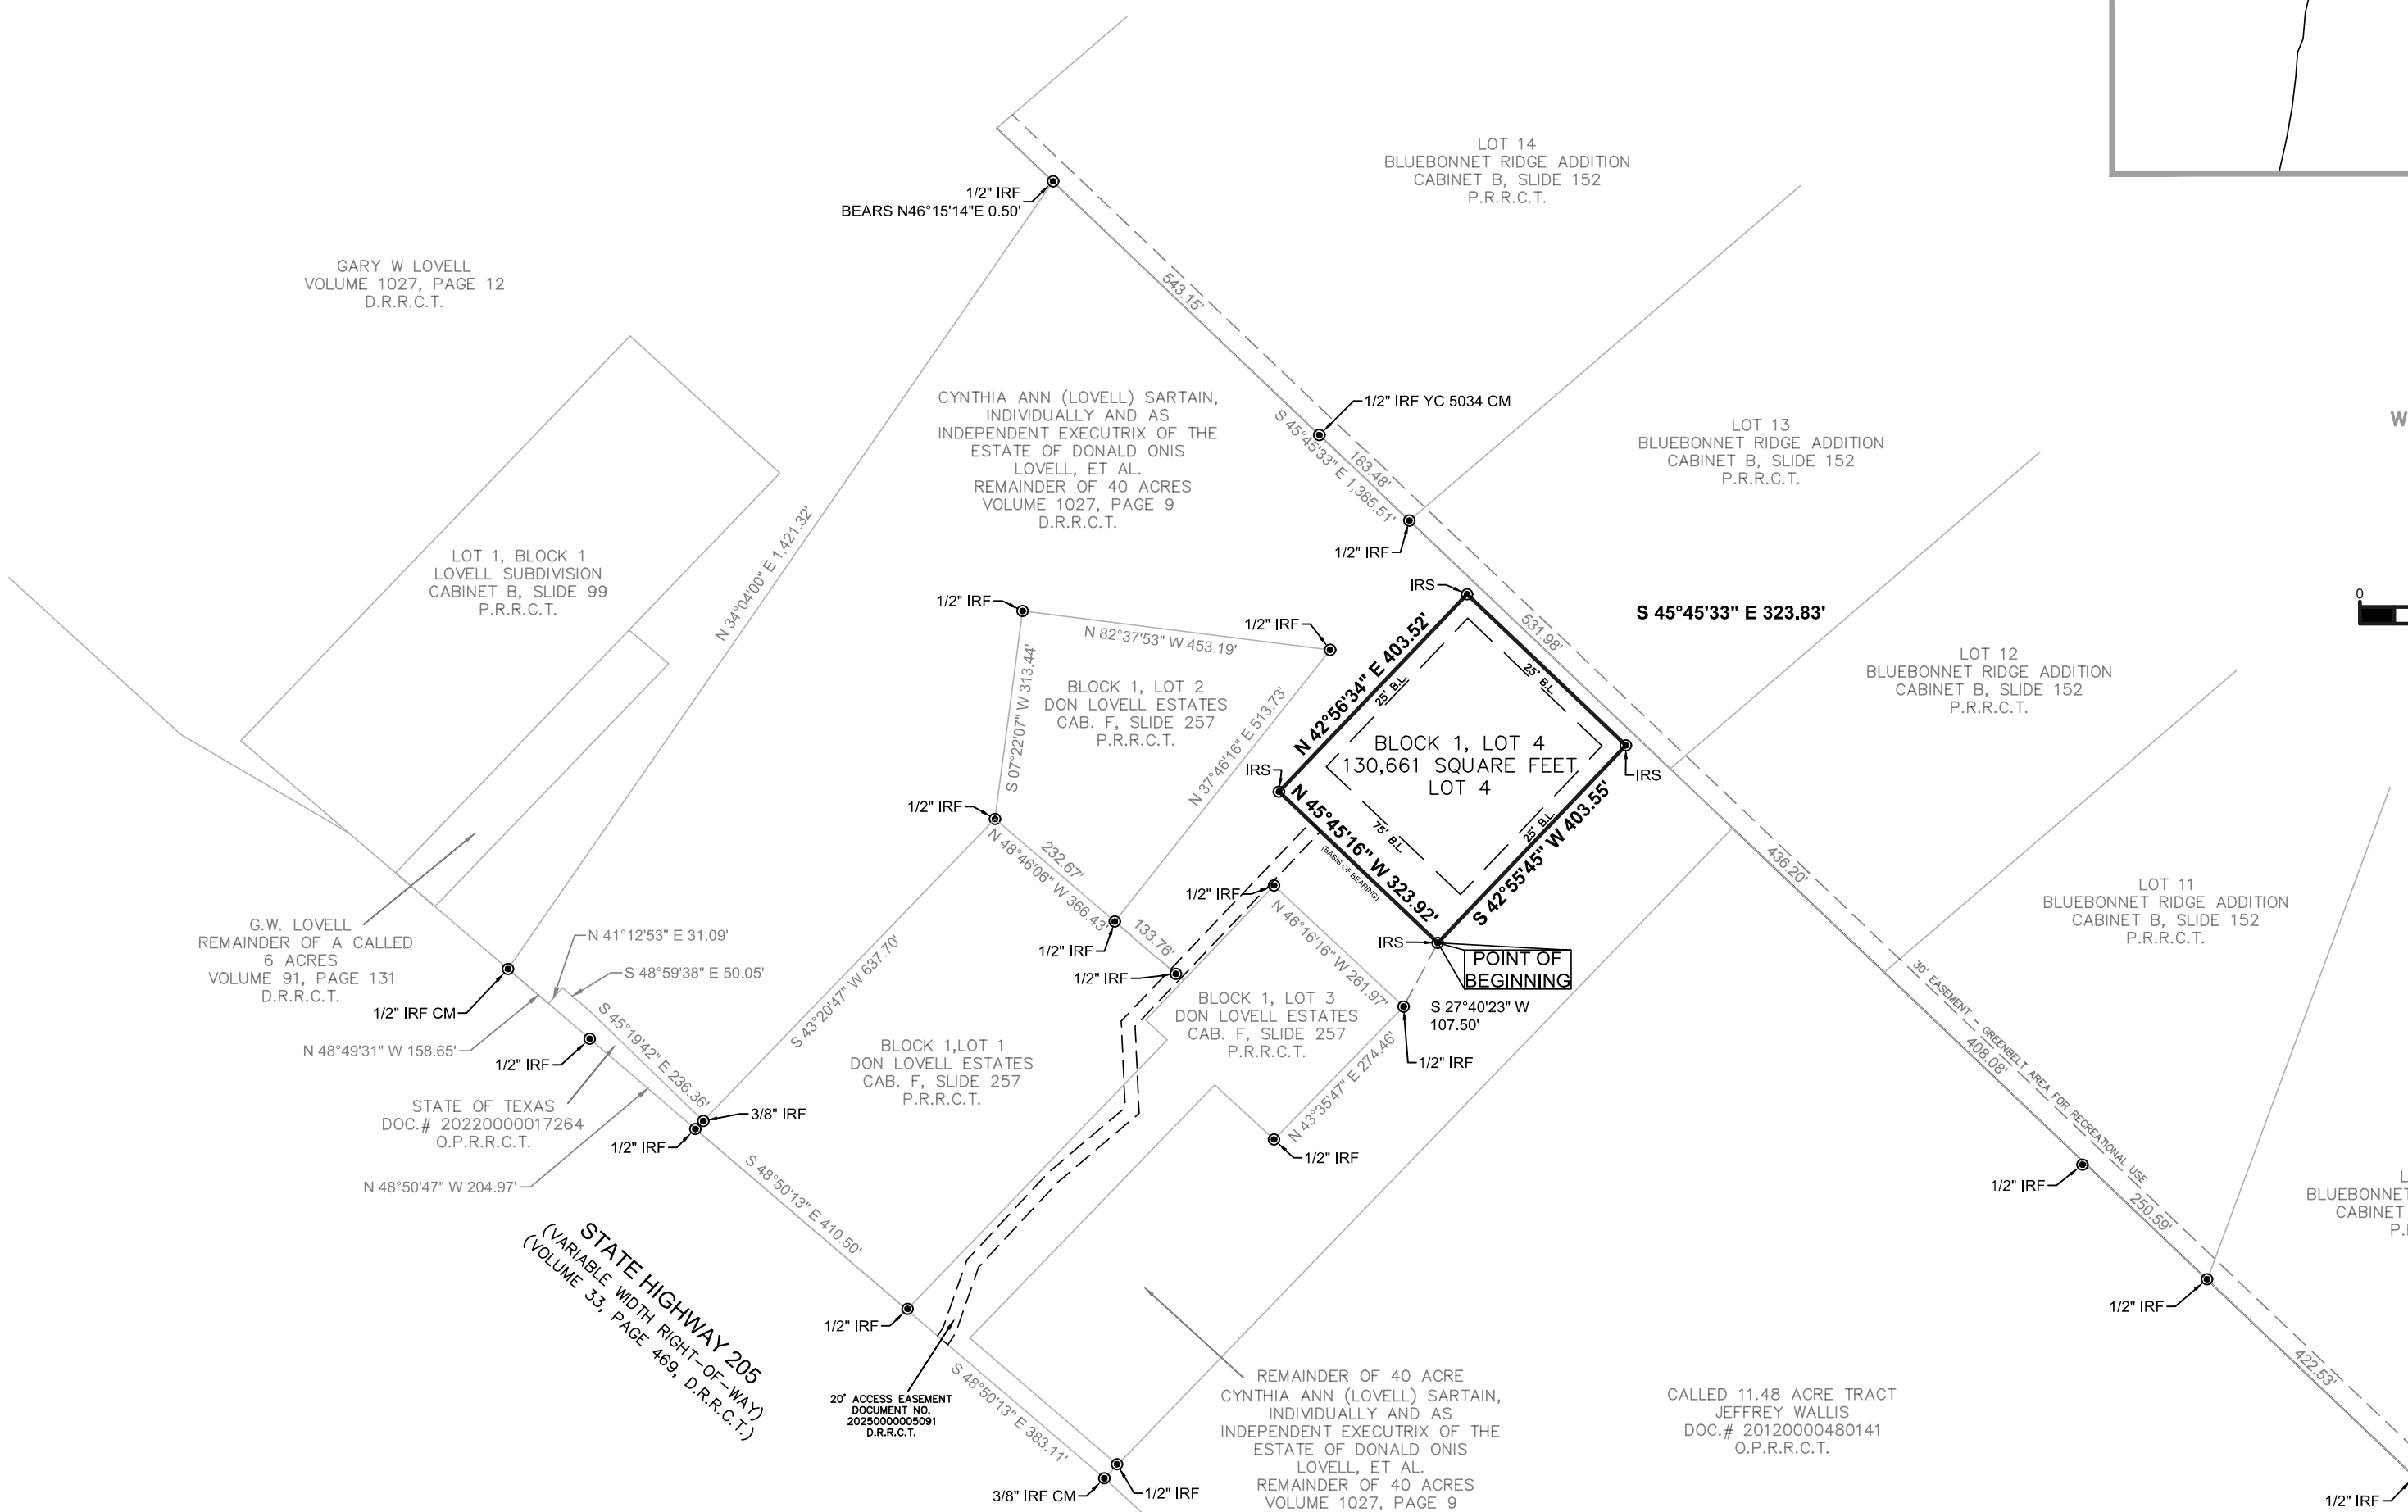 LOT 14
BLUEBONNET RIDGE ADDITION
CABINET B, SLIDE 152
P.R.R.C.T.
1/2" IRF
BEARS N46°15'14"E 0.50'
GARY W LOVELL
VOLUME 1027, PAGE 12
D.R.R.C.T.
543.15'
CYNTHIA ANN (LOVELL) SARTAIN,
INDIVIDUALLY AND AS
INDEPENDENT EXECUTRIX OF THE
ESTATE OF DONALD ONIS
LOVELL, ET AL.
REMAINDER OF 40 ACRES
VOLUME 1027, PAGE 9
D.R.R.C.T.
1/2" IRF YC 5034 CM
S 45°45'33" E 1,385.51'
183.48'
LOT 13
BLUEBONNET RIDGE ADDITION
CABINET B, SLIDE 152
P.R.R.C.T.
W
1/2" IRF
LOT 1, BLOCK 1
LOVELL SUBDIVISION
CABINET B, SLIDE 99
P.R.R.C.T.
N 34°04'00" E 1,421.32'
IRS
531.98'
S 45°45'33" E 323.83'
0
1/2" IRF
N 82°37'53" W 453.19'
1/2" IRF
S 07°22'07" W 313.44'
BLOCK 1, LOT 2
DON LOVELL ESTATES
CAB. F, SLIDE 257
P.R.R.C.T.
N 37°46'16" E 513.73'
N 42°56'34" E 403.52'
25' B.L.
25' B.L.
LOT 12
BLUEBONNET RIDGE ADDITION
CABINET B, SLIDE 152
P.R.R.C.T.
BLOCK 1, LOT 4
130,661 SQUARE FEET
LOT 4
IRS
IRS
N 45°45'16" W 323.92'
(BASIS OF BEARING)
75' B.L.
25' B.L.
S 42°55'45" W 403.55'
1/2" IRF
232.67'
N 48°46'06" W 366.43'
133.76'
1/2" IRF
1/2" IRF
1/2" IRF
N 46°16'16" W 261.97'
436.20'
LOT 11
BLUEBONNET RIDGE ADDITION
CABINET B, SLIDE 152
P.R.R.C.T.
G.W. LOVELL
REMAINDER OF A CALLED
6 ACRES
VOLUME 91, PAGE 131
D.R.R.C.T.
N 41°12'53" E 31.09'
S 48°59'38" E 50.05'
1/2" IRF CM
S 45°19'42" E 236.36'
S 43°20'47" W 637.70'
IRS
POINT OF
BEGINNING
S 27°40'23" W
107.50'
BLOCK 1, LOT 3
DON LOVELL ESTATES
CAB. F, SLIDE 257
P.R.R.C.T.
N 43°35'47" E 274.46'
1/2" IRF
30' EASEMENT - GREENBELT AREA FOR RECREATIONAL USE
408.08'
N 48°49'31" W 158.65'
1/2" IRF
BLOCK 1,LOT 1
DON LOVELL ESTATES
CAB. F, SLIDE 257
P.R.R.C.T.
STATE OF TEXAS
DOC.# 20220000017264
O.P.R.R.C.T.
3/8" IRF
1/2" IRF
N 48°50'47" W 204.97'
1/2" IRF
S 48°50'13" E 410.50'
1/2" IRF
250.59'
L
BLUEBONNET
CABINET
STATE HIGHWAY 205
(VARIABLE WIDTH RIGHT-OF-WAY)
(VOLUME 33, PAGE 469, D.R.R.C.T.)
1/2" IRF
1/2" IRF
20' ACCESS EASEMENT
DOCUMENT NO.
20250000005091
D.R.R.C.T.
S 48°50'13" E 383.11'
REMAINDER OF 40 ACRE
CYNTHIA ANN (LOVELL) SARTAIN,
INDIVIDUALLY AND AS
INDEPENDENT EXECUTRIX OF THE
ESTATE OF DONALD ONIS
LOVELL, ET AL.
REMAINDER OF 40 ACRES
VOLUME 1027, PAGE 9
CALLED 11.48 ACRE TRACT
JEFFREY WALLIS
DOC.# 20120000480141
O.P.R.R.C.T.
422.53'
3/8" IRF CM
1/2" IRF
1/2" IRF